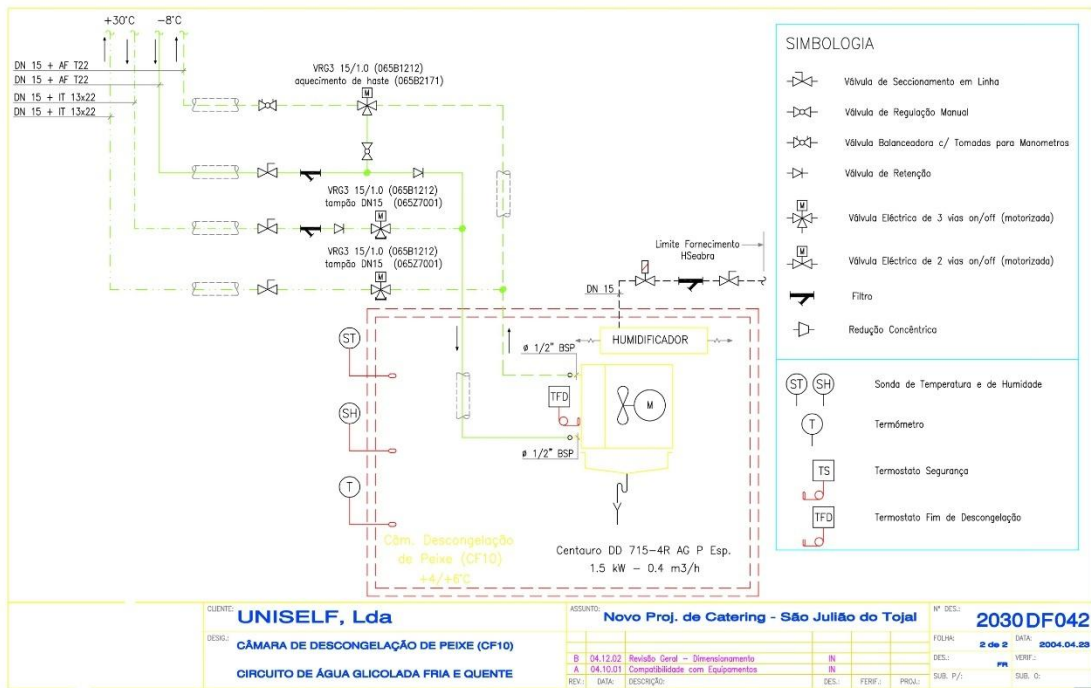 +30°C
-8°C
DN 15 + AF T22
DN 15 + AF T22
DN 15 + IT 13x22
DN 15 + IT 13x22
VRG3 15/1.0 (065B1212)
aquecimento de haste (065B2171)
M
VRG3 15/1.0 (065B1212)
tampão DN15 (065Z7001)
M
VRG3 15/1.0 (065B1212)
tampão DN15 (065Z7001)
M
Limite Fornecimento
HSeabra
DN 15
HUMIDIFICADOR
ø 1/2" BSP
ST
TFD
M
SH
ø 1/2" BSP
T
Câm. Descongelação
de Peixe (CF10)
+4/+6°C
Centauro DD 715-4R AG P Esp.
1.5 kW - 0.4 m3/h
SIMBOLOGIA
Válvula de Seccionamento em Linha
Válvula de Regulação Manual
Válvula Balanceadora c/ Tomadas para Manometros
Válvula de Retenção
M
Válvula Eléctrica de 3 vias on/off (motorizada)
M
Válvula Eléctrica de 2 vias on/off (motorizada)
Filtro
Redução Concêntrica
ST SH Sonda de Temperatura e de Humidade
T Termómetro
TS Termostato Segurança
TFD Termostato Fim de Descongelação
CLIENTE: UNISELF, Lda
DESIG.: CÂMARA DE DESCONGELAÇÃO DE PEIXE (CF10)
CIRCUITO DE ÁGUA GLICOLADA FRIA E QUENTE
ASSUNTO: Novo Proj. de Catering - São Julião do Tojal
B 04.12.02 Revisão Geral - Dimensionamento IN
A 04.10.01 Compatibilidade com Equipamentos IN
REV.: DATA: DESCRIÇÃO: DES.: FERIF.: PROJ.:
Nº DES.: 2030DF042
FOLHA: 2 de 2 DATA: 2004.04.23
DES.: FR VERIF.:
SUB. P/: SUB. O: